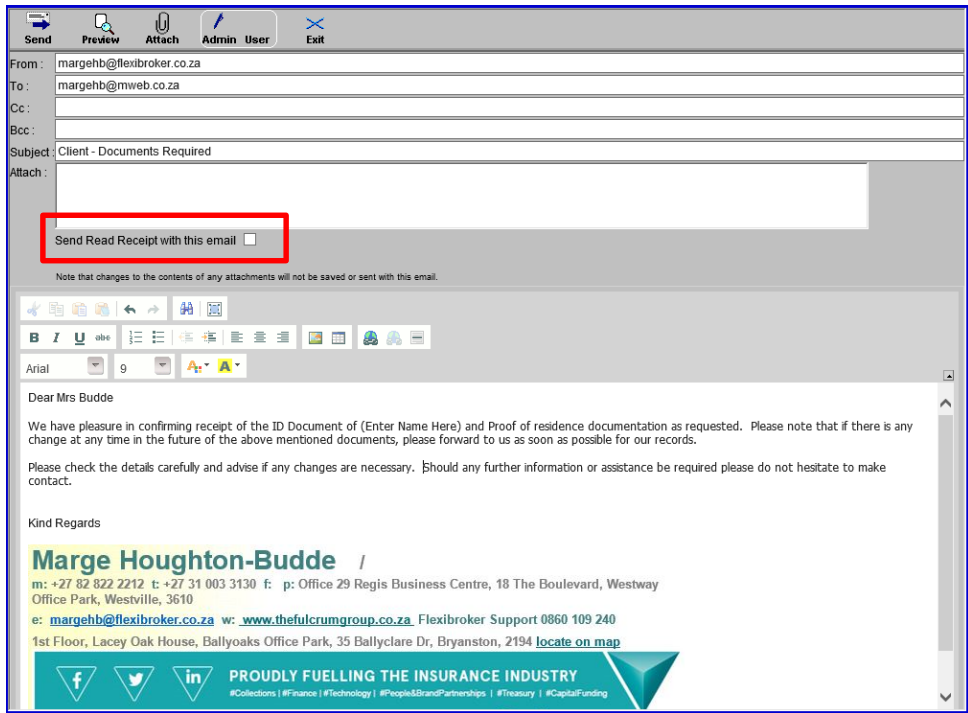 Send Preview Attach Admin User Exit
From : margehb@flexibroker.co.za
To : margehb@mweb.co.za
Cc :
Bcc :
Subject : Client - Documents Required
Attach :
Send Read Receipt with this email
Note that changes to the contents of any attachments will not be saved or sent with this email.
B I U abc
Arial 9 A A
Dear Mrs Budde
We have pleasure in confirming receipt of the ID Document of (Enter Name Here) and Proof of residence documentation as requested. Please note that if there is any
change at any time in the future of the above mentioned documents, please forward to us as soon as possible for our records.
Please check the details carefully and advise if any changes are necessary. Should any further information or assistance be required please do not hesitate to make
contact.
Kind Regards
Marge Houghton-Budde /
m: +27 82 822 2212 t: +27 31 003 3130 f: p: Office 29 Regis Business Centre, 18 The Boulevard, Westway
Office Park, Westville, 3610
e: margehb@flexibroker.co.za w: www.thefulcrumgroup.co.za Flexibroker Support 0860 109 240
1st Floor, Lacey Oak House, Ballyoaks Office Park, 35 Ballyclare Dr, Bryanston, 2194 locate on map
f in PROUDLY FUELLING THE INSURANCE INDUSTRY
#Collections | #Finance | #Technology | #People&BrandPartnerships | #Treasury | #CapitalFunding